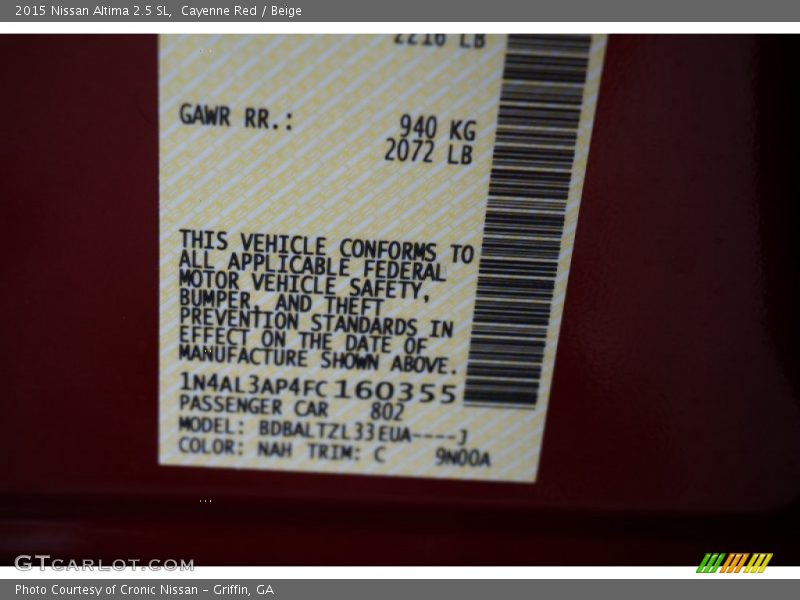 2015 Nissan Altima 2.5 SL,  Cayenne Red / Beige
2216 LB
GAWR RR.: 940 KG
2072 LB
THIS VEHICLE CONFORMS TO
ALL APPLICABLE FEDERAL
MOTOR VEHICLE SAFETY,
BUMPER, AND THEFT
PREVENTION STANDARDS IN
EFFECT ON THE DATE OF
MANUFACTURE SHOWN ABOVE.
1N4AL3AP4FC160355
PASSENGER CAR 802
MODEL: BDBALTZL33EUA----J
COLOR: NAH TRIM: C 9N00A
GTCARLOT.COM
Photo Courtesy of Cronic Nissan - Griffin, GA